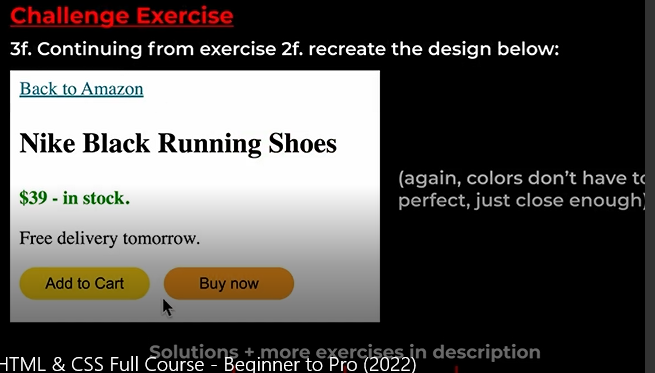 Challenge Exercise
3f. Continuing from exercise 2f. recreate the design below:
Back to Amazon
Nike Black Running Shoes
$39 - in stock.
Free delivery tomorrow.
Add to Cart
Buy now
(again, colors don't have to
perfect, just close enough)
Solutions + more exercises in description
HTML & CSS Full Course - Beginner to Pro (2022)